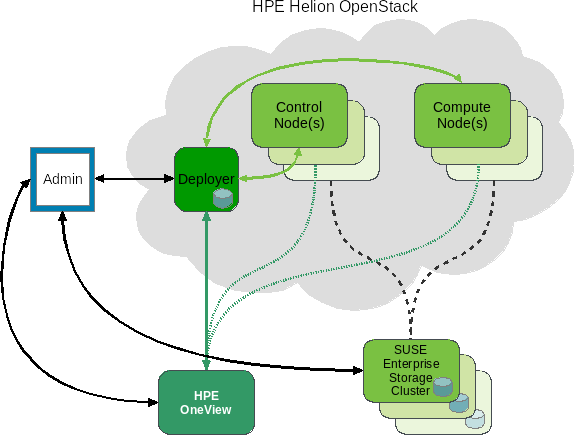 HPE Helion OpenStack
Control
Node(s)
Compute
Node(s)
Admin
Deployer
SUSE
Enterprise
Storage
Cluster
HPE
OneView